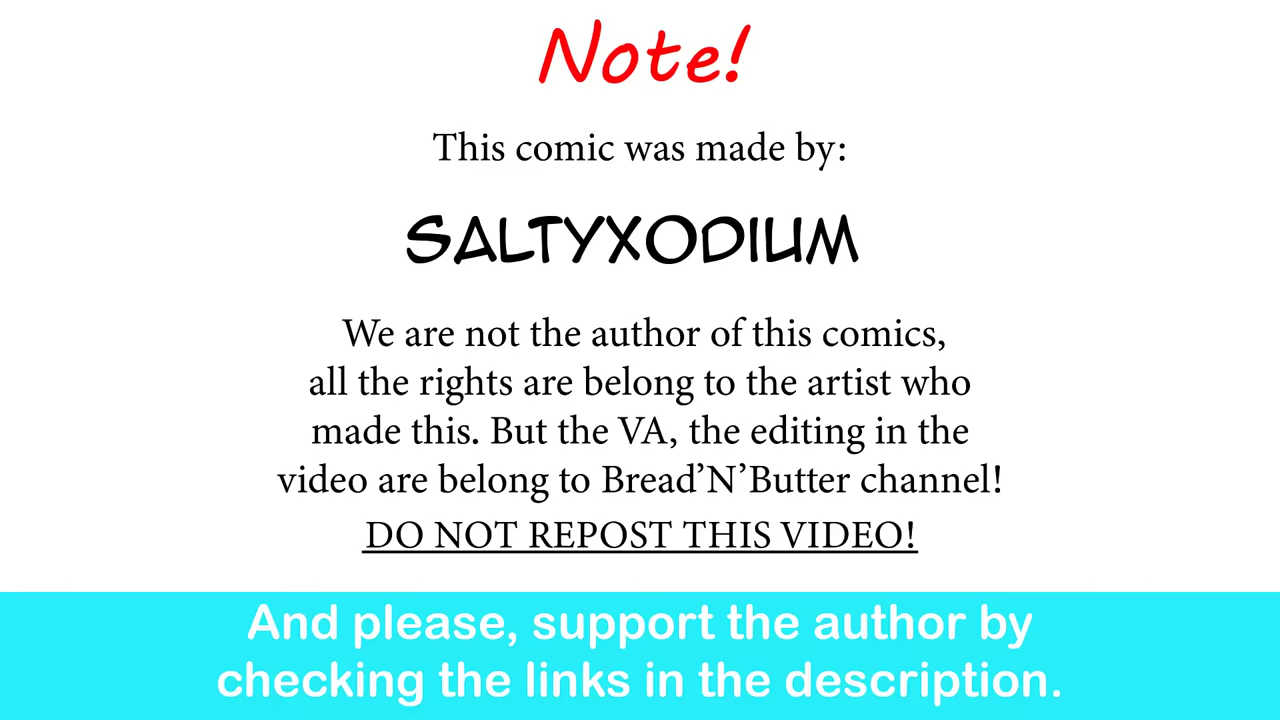 Note!
This comic was made by:
SALTYXODIUM
We are not the author of this comics,
all the rights are belong to the artist who
made this. But the VA, the editing in the
video are belong to Bread’N’Butter channel!
DO NOT REPOST THIS VIDEO!
And please, support the author by
checking the links in the description.